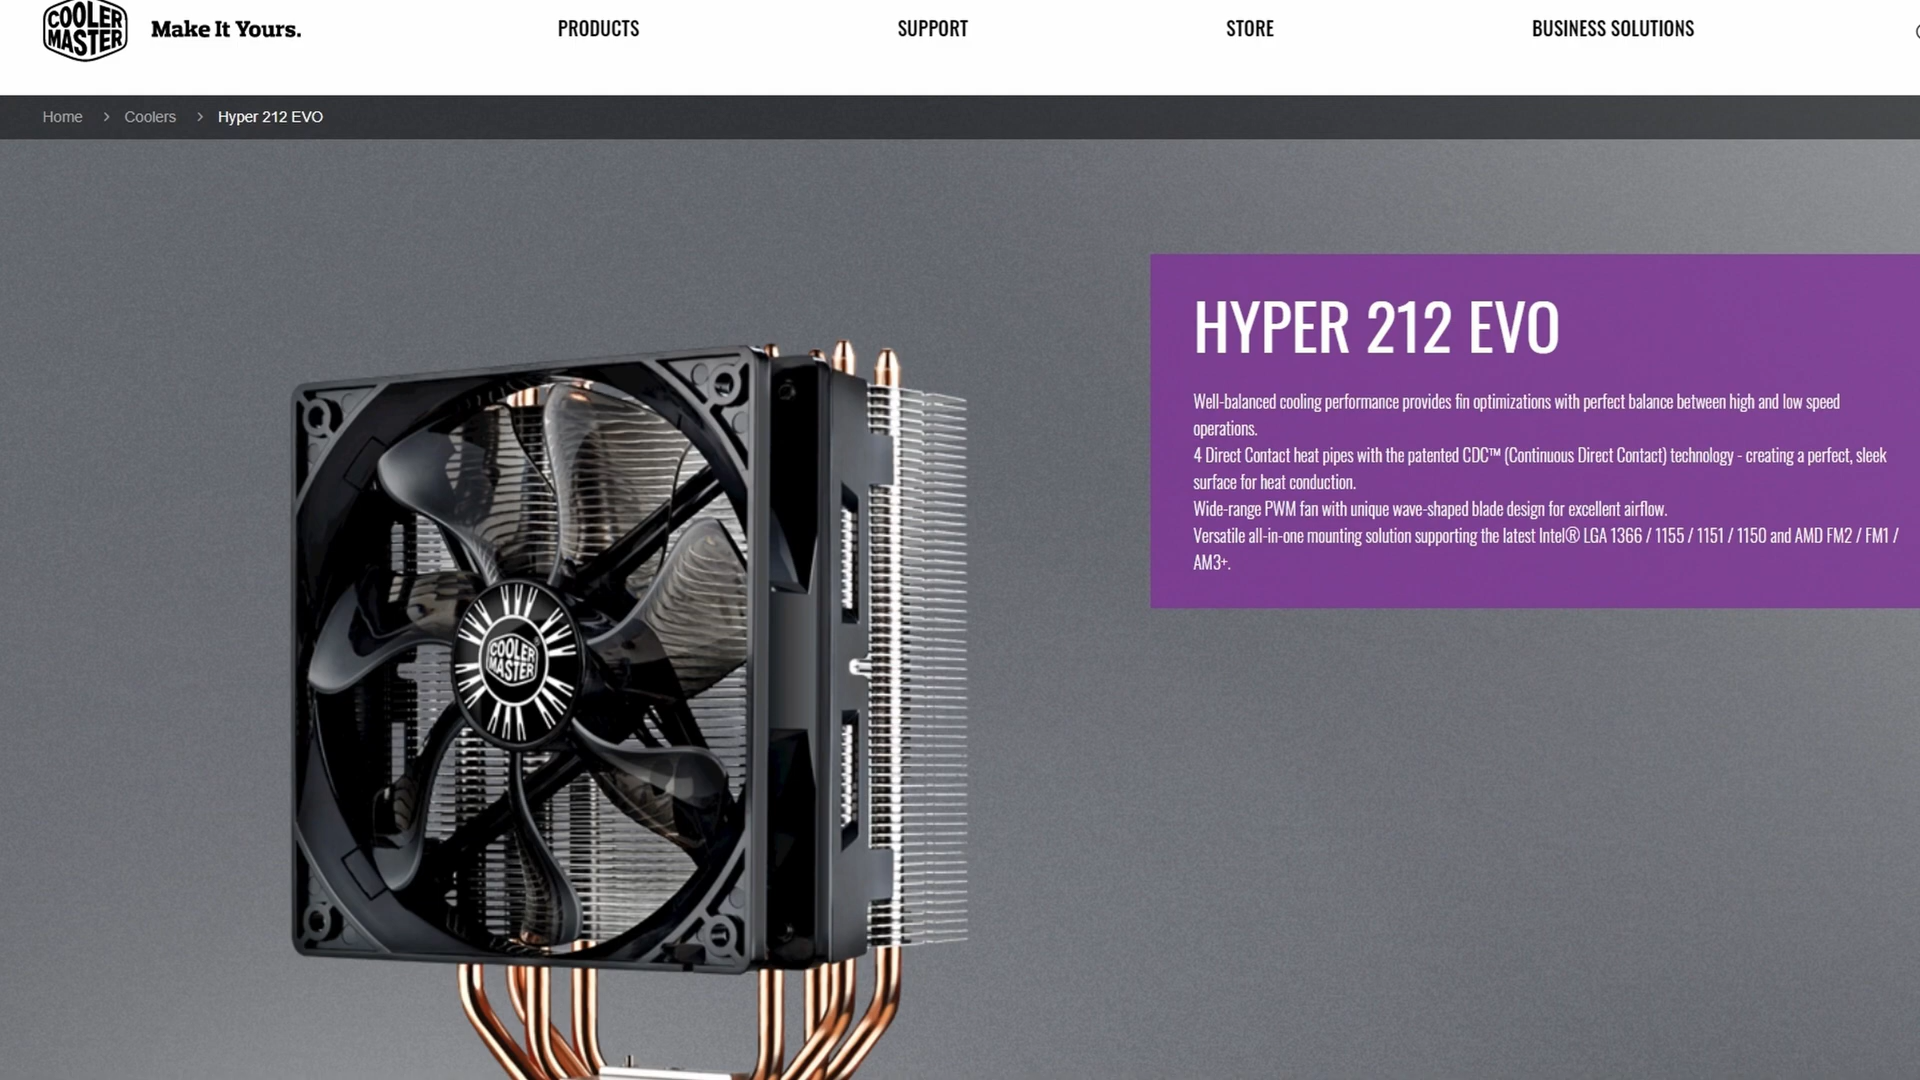 COOLER
MASTER
Make It Yours.
PRODUCTS
SUPPORT
STORE
BUSINESS SOLUTIONS
Home > Coolers > Hyper 212 EVO
HYPER 212 EVO
Well-balanced cooling performance provides fin optimizations with perfect balance between high and low speed
operations.
4 Direct Contact heat pipes with the patented CDC™ (Continuous Direct Contact) technology - creating a perfect, sleek
surface for heat conduction.
Wide-range PWM fan with unique wave-shaped blade design for excellent airflow.
Versatile all-in-one mounting solution supporting the latest Intel® LGA 1366 / 1155 / 1151 / 1150 and AMD FM2 / FM1 /
AM3+.
COOLER
MASTER